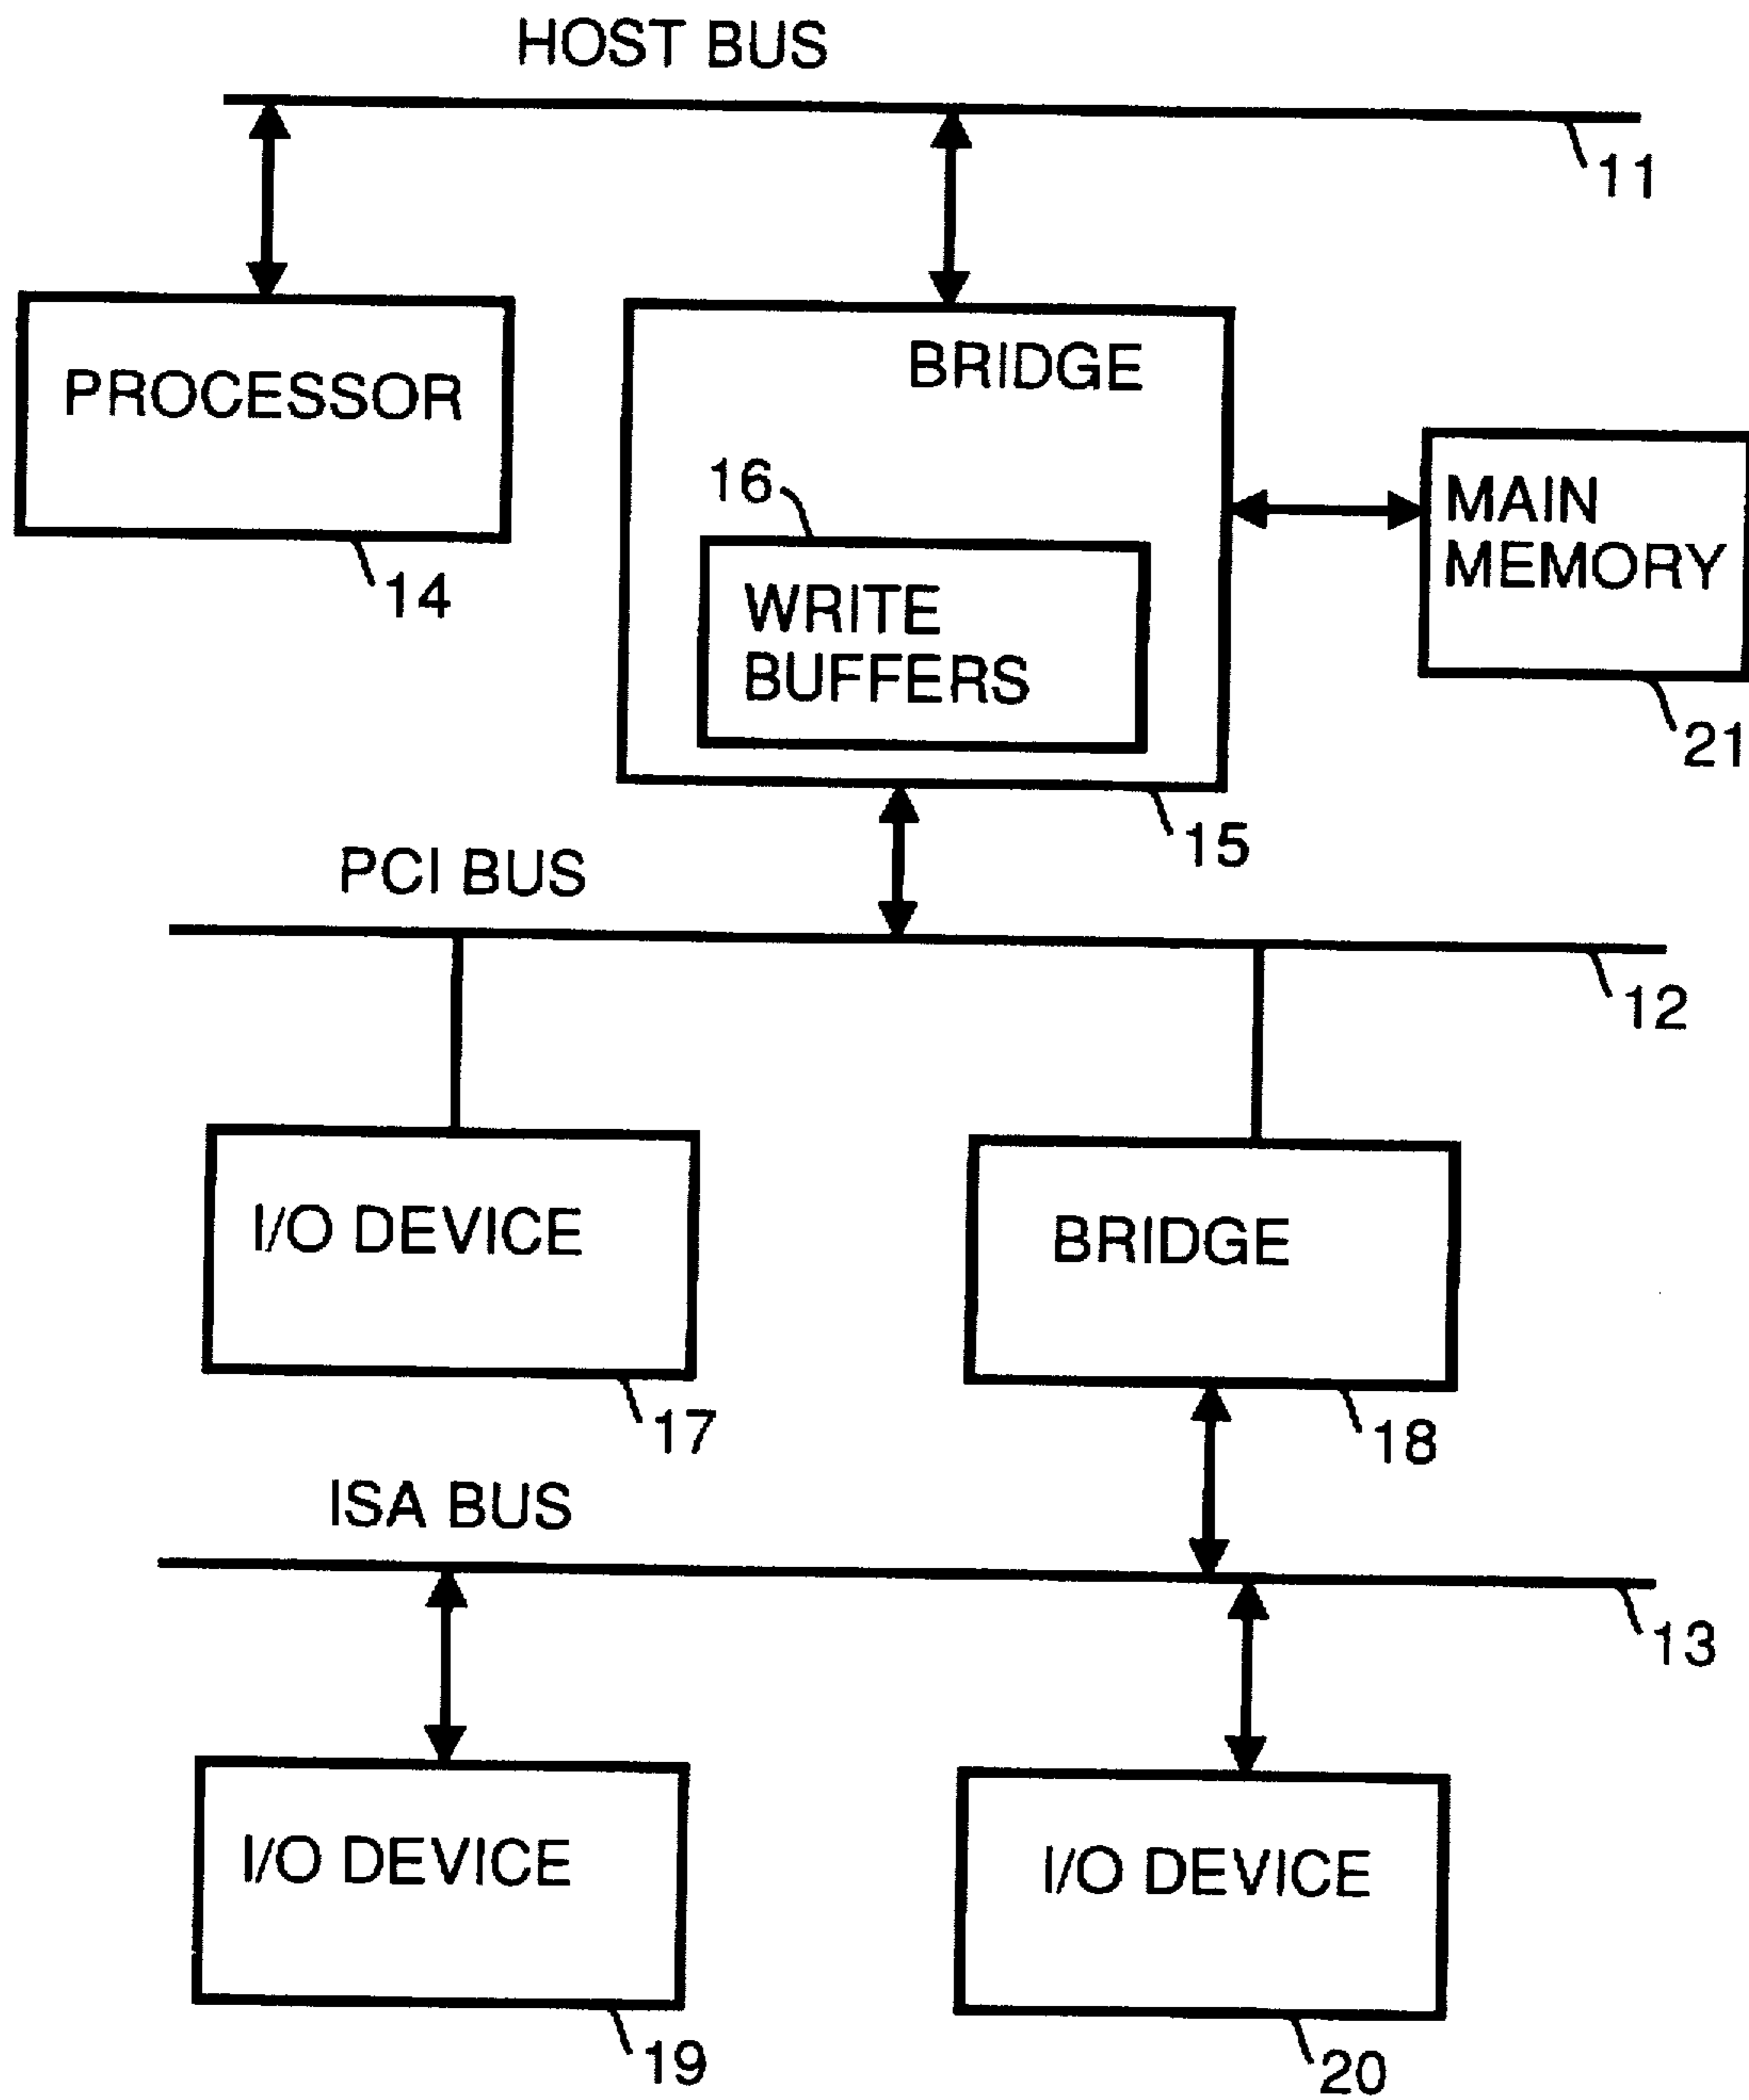 HOST BUS
11
PROCESSOR
14
BRIDGE
16
WRITE
BUFFERS
15
MAIN
MEMORY
21
PCI BUS
12
I/O DEVICE
17
BRIDGE
18
ISA BUS
13
I/O DEVICE
19
I/O DEVICE
20